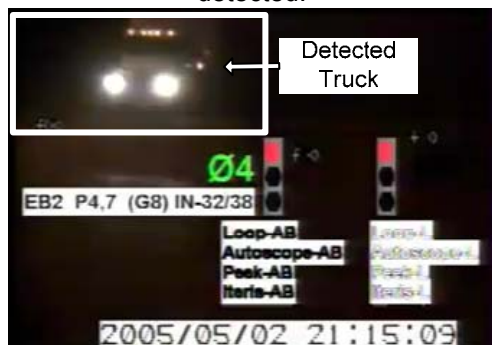 detected.
Detected
Truck
Ø4
EB2 P4,7 (G8) IN-32/38
Loop-AB
Autoscope-AB
Peek-AB
Iteris-AB
2005/05/02 21:15:09